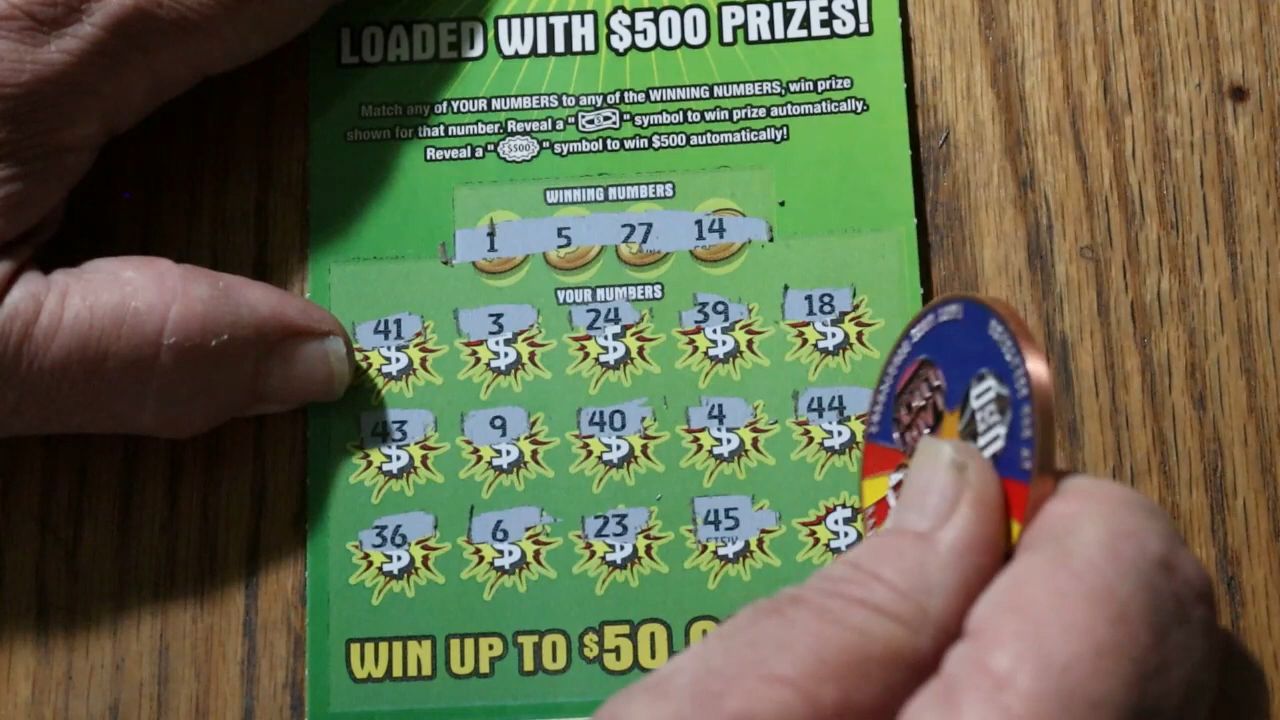 LOADED WITH $500 PRIZES!
Match any of YOUR NUMBERS to any of the WINNING NUMBERS, win prize
shown for that number. Reveal a " " symbol to win prize automatically.
Reveal a "$500" symbol to win $500 automatically!
WINNING NUMBERS
1 5 27 14
YOUR NUMBERS
41 3 24 39 18
$ $ $ $ $
43 9 40 4 44
$ $ $ $ $
36 6 23 45
$ $ $ $ $
WIN UP TO $50,0